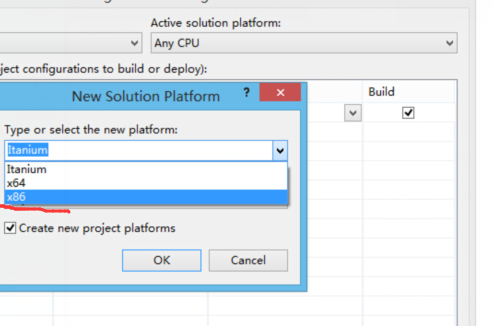 Active solution platform:
Any CPU
ject configurations to build or deploy):
New Solution Platform ?
Build
Type or select the new platform:
Itanium
Itanium
x64
x86
Create new project platforms
OK Cancel